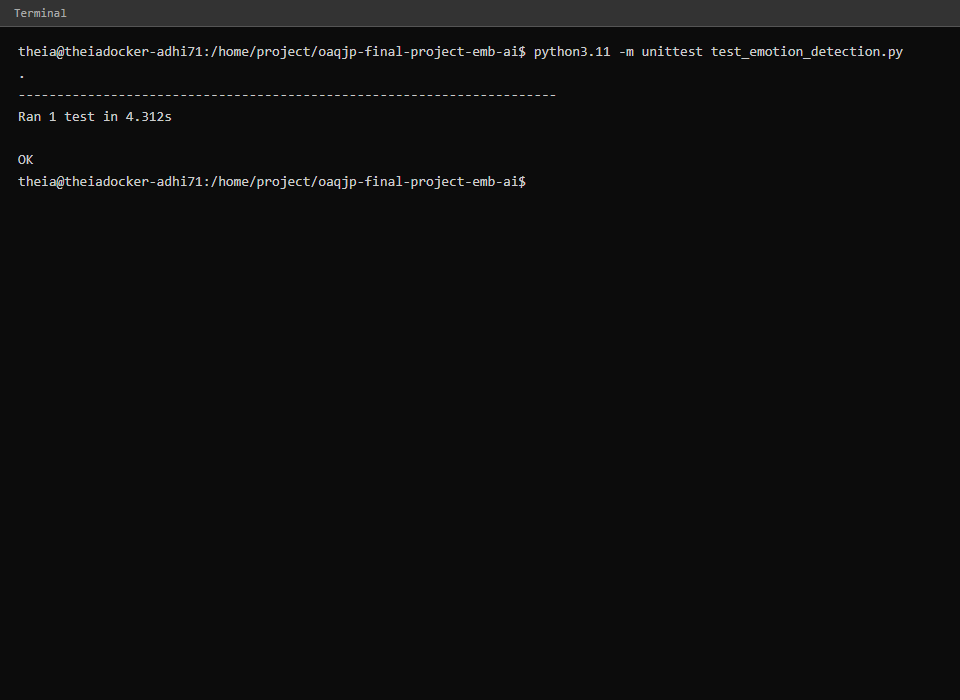 Terminal
theia@theiadocker-adhi71:/home/project/oaqjp-final-project-emb-ai$ python3.11 -m unittest test_emotion_detection.py
.
----------------------------------------------------------------------
Ran 1 test in 4.312s
OK
theia@theiadocker-adhi71:/home/project/oaqjp-final-project-emb-ai$